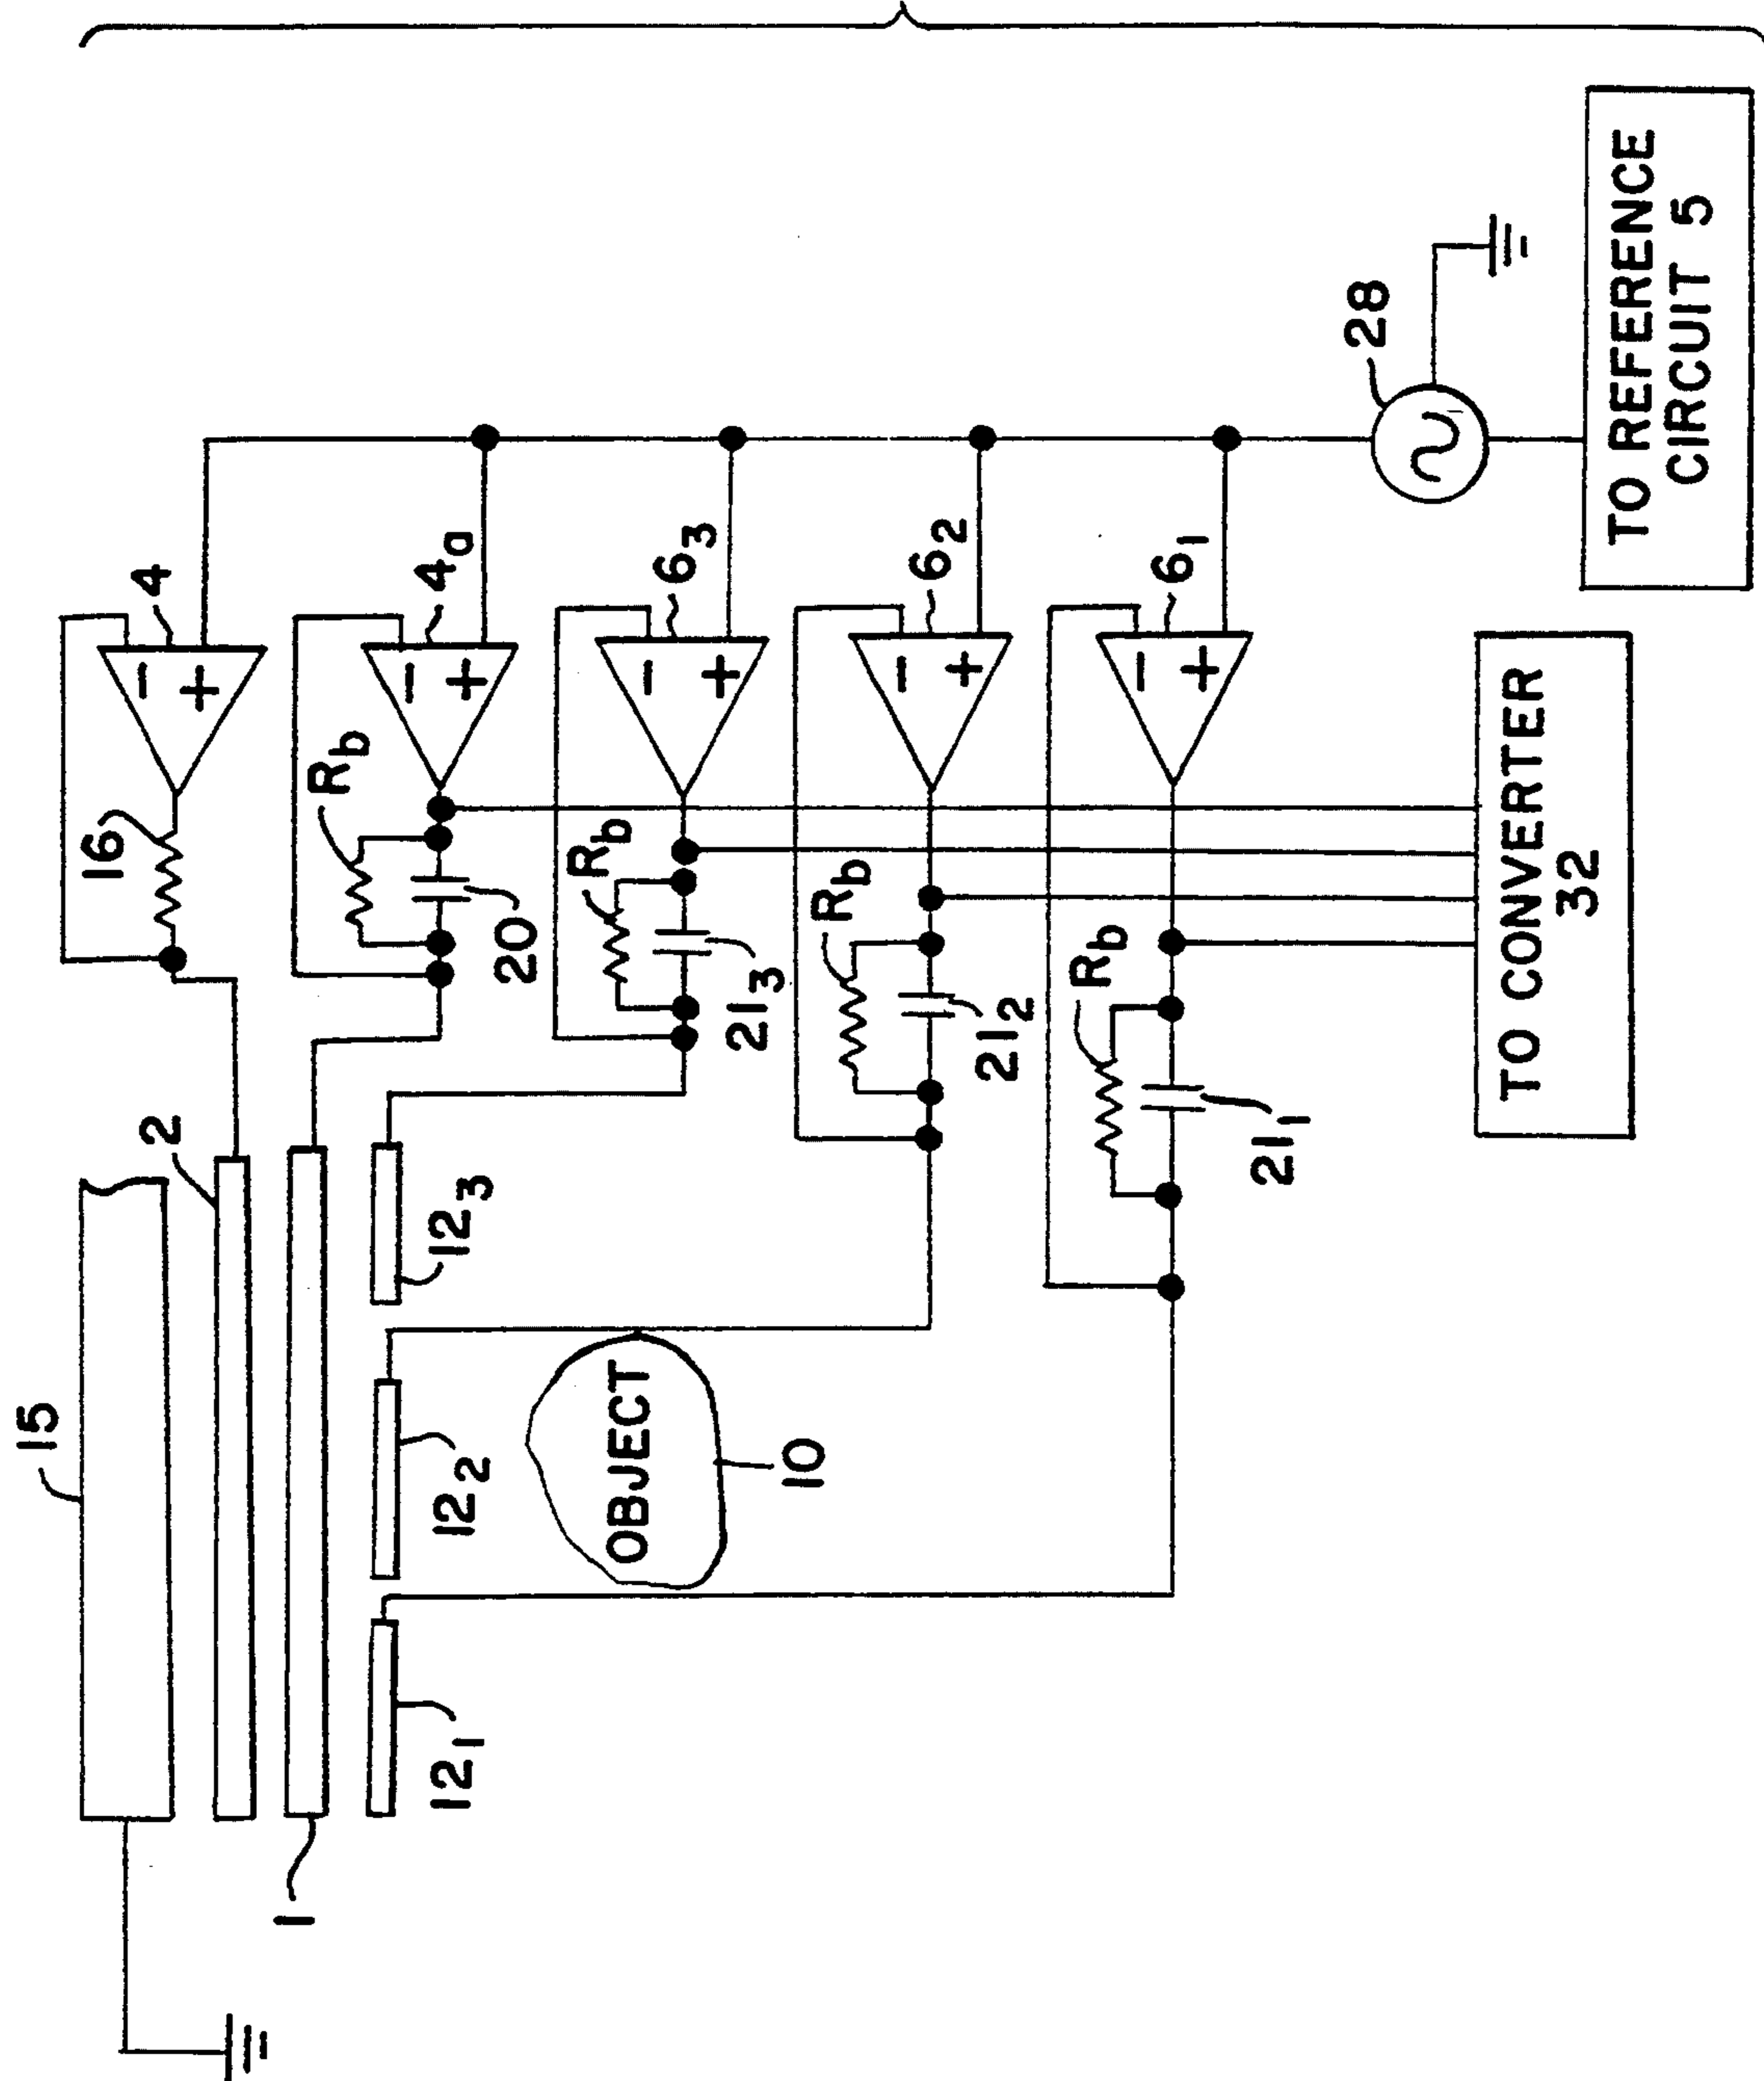 15
2
16
4
Rb
4a
20
1
12₃
Rb
6₃
21₃
12₂
OBJECT
10
Rb
6₂
21₂
12₁
Rb
6₁
21₁
28
TO CONVERTER
32
TO REFERENCE
CIRCUIT 5
− +
− +
− +
− +
− +